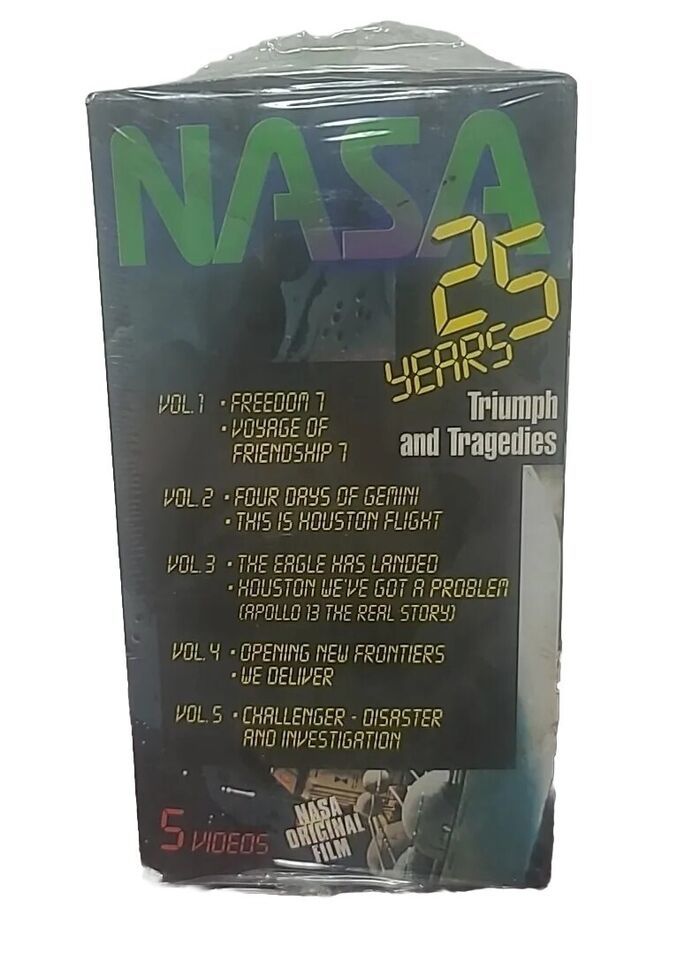 NASA
25
YEARS
Triumph
and Tragedies
VOL.1 • FREEDOM 7
• VOYAGE OF
FRIENDSHIP 7
VOL.2 • FOUR DAYS OF GEMINI
• THIS IS HOUSTON FLIGHT
VOL.3 • THE EAGLE HAS LANDED
• HOUSTON WE'VE GOT A PROBLEM
(APOLLO 13 THE REAL STORY)
VOL.4 • OPENING NEW FRONTIERS
• WE DELIVER
VOL.5 • CHALLENGER - DISASTER
AND INVESTIGATION
5 VIDEOS
NASA
ORIGINAL
FILM